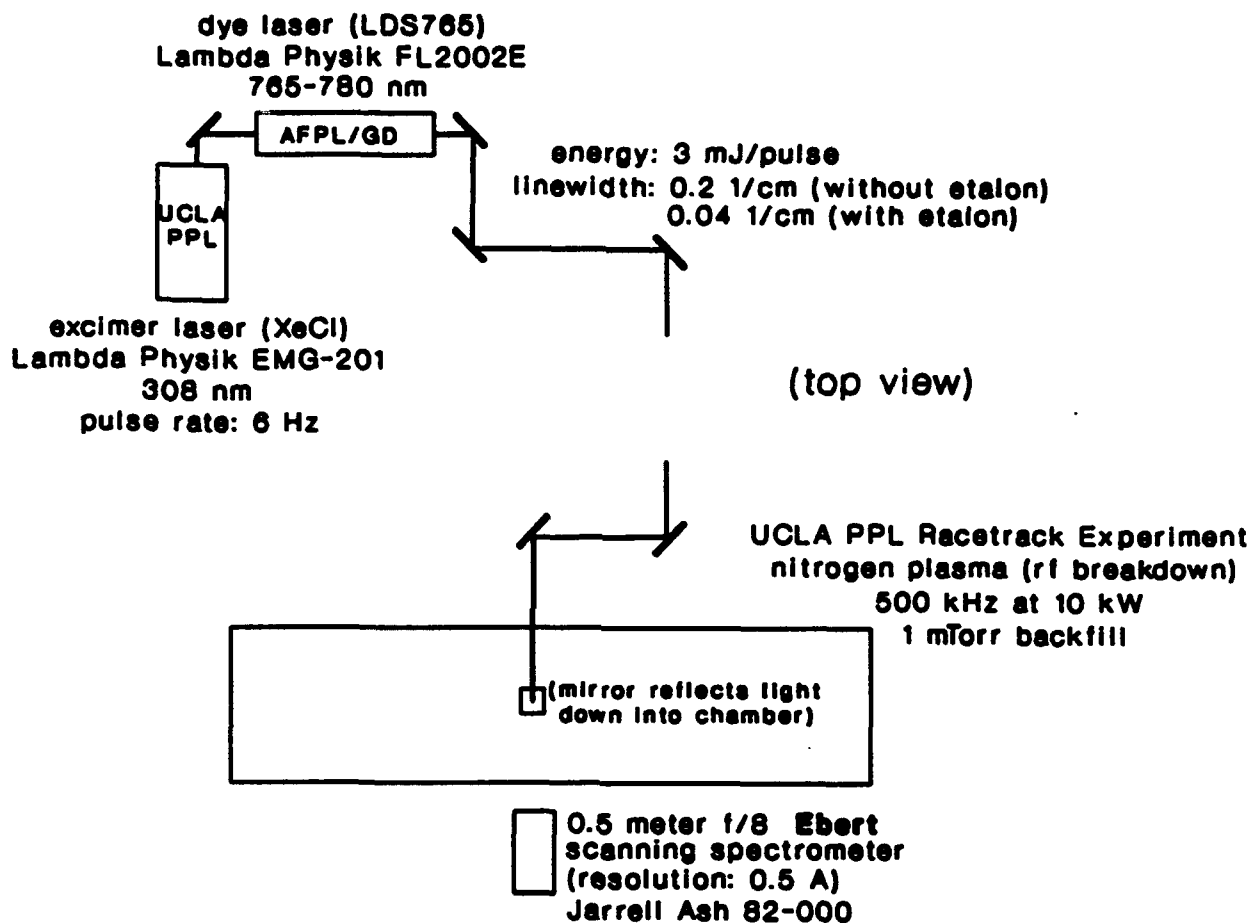 dye laser (LDS765)
Lambda Physik FL2002E
765-780 nm
AFPL/GD
energy: 3 mJ/pulse
linewidth: 0.2 1/cm (without etalon)
0.04 1/cm (with etalon)
UCLA
PPL
excimer laser (XeCl)
Lambda Physik EMG-201
308 nm
pulse rate: 6 Hz
(top view)
UCLA PPL Racetrack Experiment
nitrogen plasma (rf breakdown)
500 kHz at 10 kW
1 mTorr backfill
(mirror reflects light
down into chamber)
0.5 meter f/8 Ebert
scanning spectrometer
(resolution: 0.5 A)
Jarrell Ash 82-000